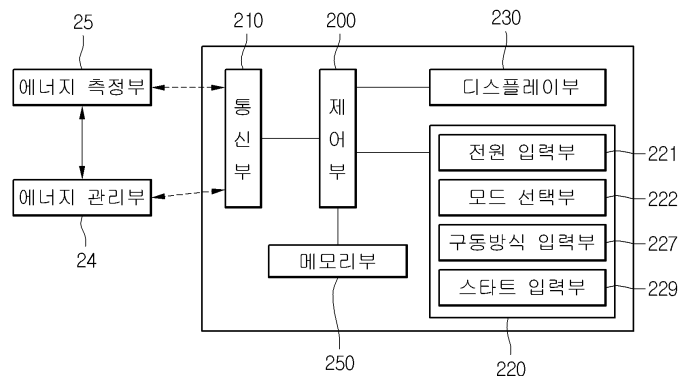 25
210
200
230
에너지 측정부
통신부
제어부
디스플레이부
전원 입력부
221
모드 선택부
222
에너지 관리부
24
구동방식 입력부
227
메모리부
스타트 입력부
229
250
220